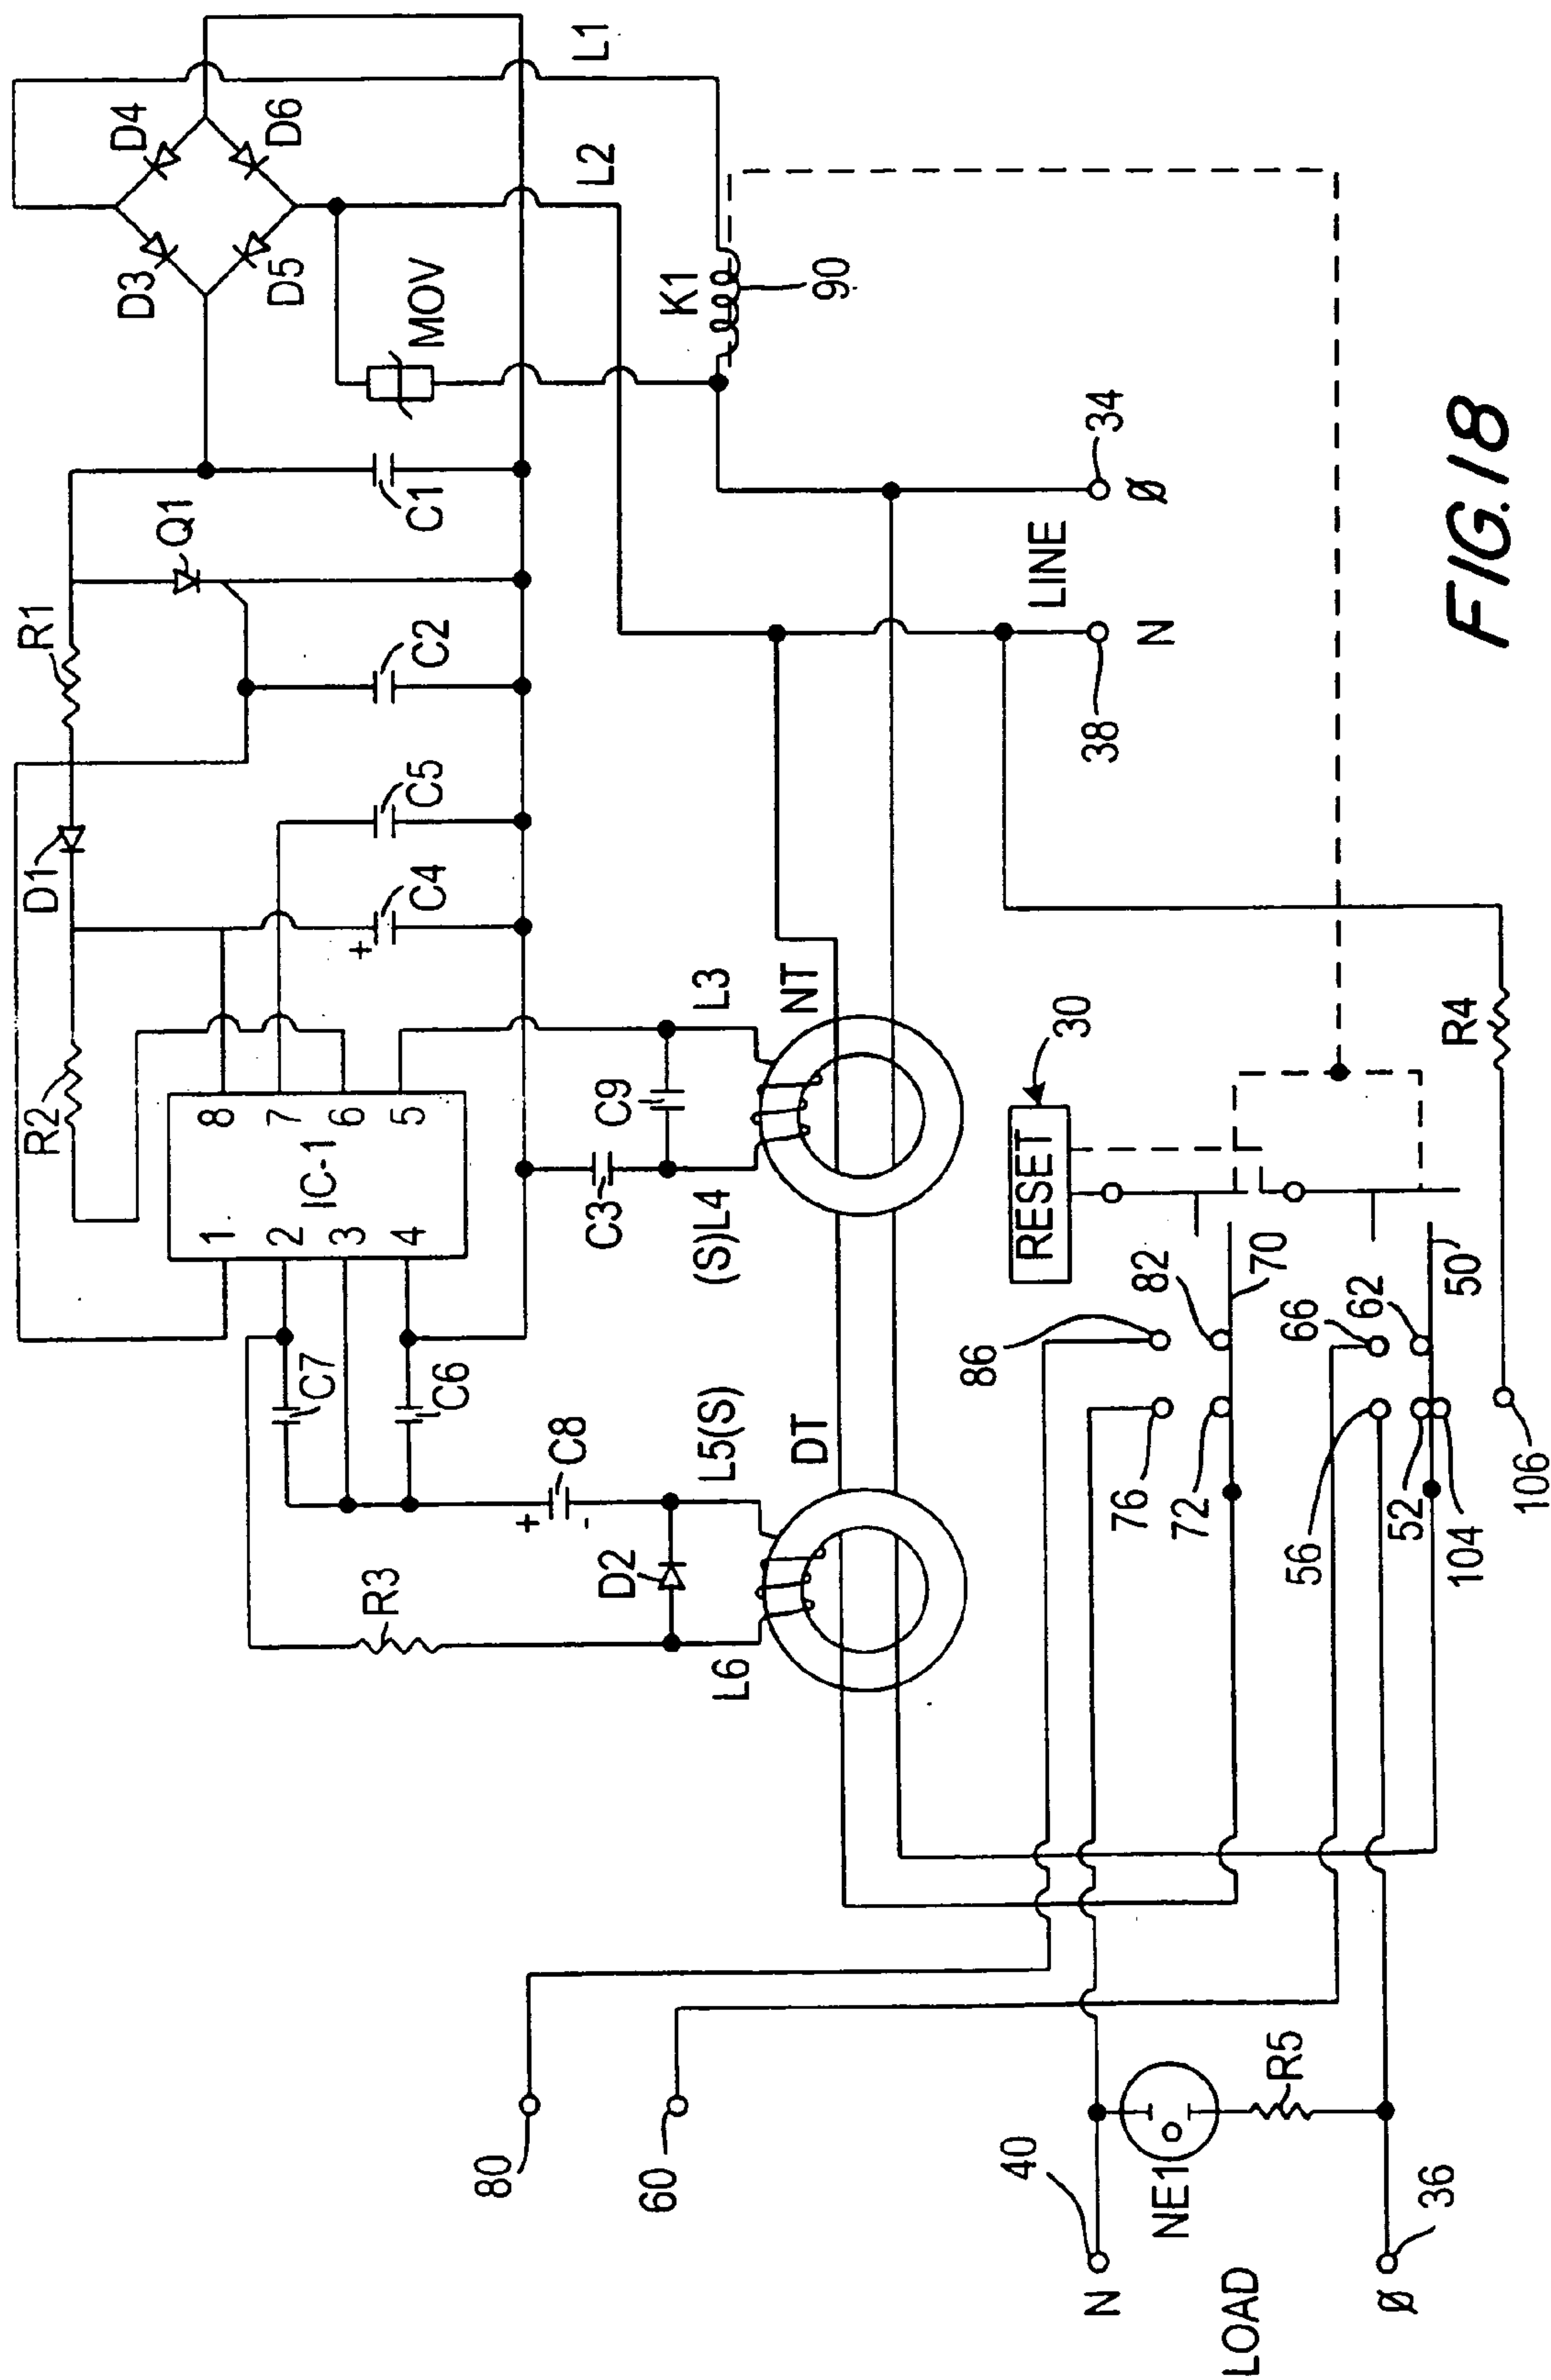 L1
D4
D6
L2
D3
D5
MOV
K1
90
Q1
C1
34
Ø
LINE
R1
C2
N
38
C5
D1
+
C4
L3
NT
30
R4
R2
8
7
6
5
IC-1
1
2
3
4
C9
C3
(S)L4
RESET
82
70
86
66
62
50
C7
C6
L5(S)
DT
+
C8
-
76
72
56
52
104
106
D2
R3
L6
80
60
40
NE1
R5
36
N
LOAD
Ø
FIG.18